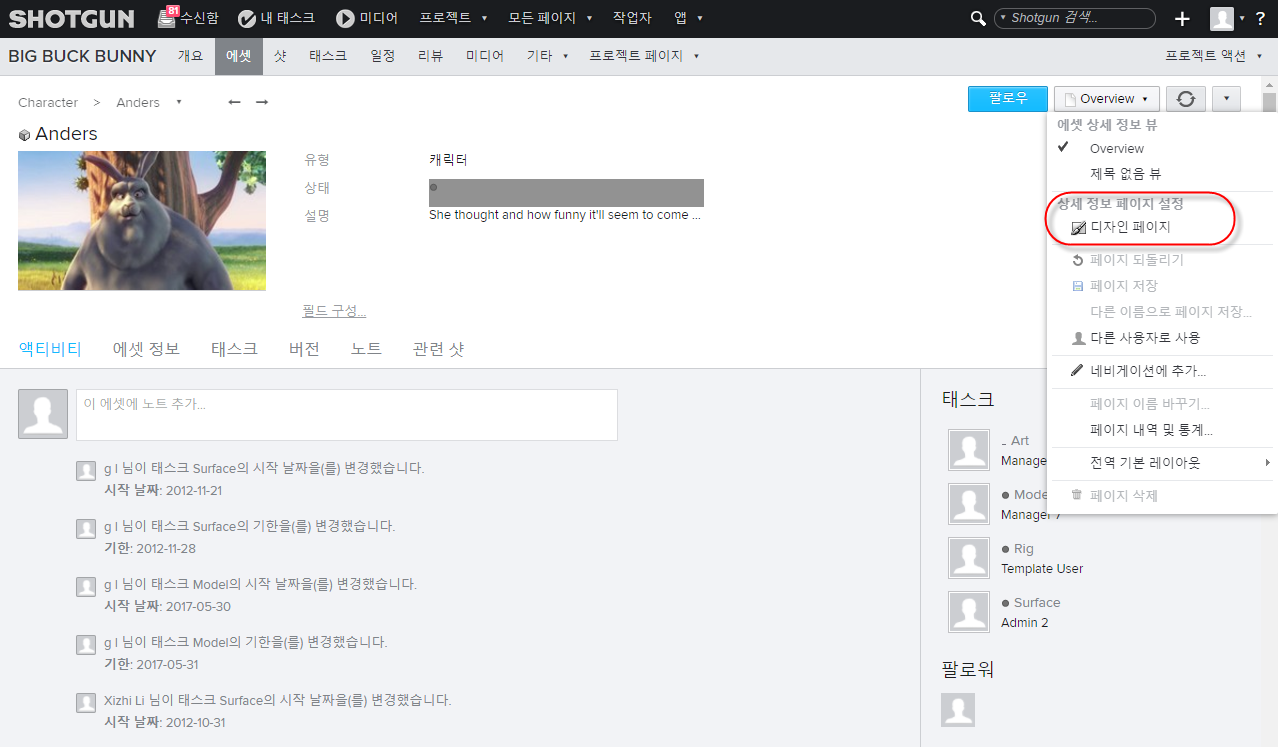 SHOTGUN 81 수신함 내 태스크 미디어 프로젝트 모든 페이지 작업자 앱 Shotgun 검색... + ?
BIG BUCK BUNNY 개요 에셋 샷 태스크 일정 리뷰 미디어 기타 프로젝트 페이지 프로젝트 액션
Character > Anders ← →
팔로우 Overview
Anders
유형 캐릭터
상태
설명 She thought and how funny it'll seem to come ...
필드 구성...
액티비티 에셋 정보 태스크 버전 노트 관련 샷
에셋 상세 정보 뷰
Overview
제목 없음 뷰
상세 정보 페이지 설정
디자인 페이지
페이지 되돌리기
페이지 저장
다른 이름으로 페이지 저장...
다른 사용자로 사용
네비게이션에 추가...
페이지 이름 바꾸기...
페이지 내역 및 통계...
전역 기본 레이아웃
페이지 삭제
이 에셋에 노트 추가...
g l 님이 태스크 Surface의 시작 날짜을(를) 변경했습니다.
시작 날짜: 2012-11-21
g l 님이 태스크 Surface의 기한을(를) 변경했습니다.
기한: 2012-11-28
g l 님이 태스크 Model의 시작 날짜을(를) 변경했습니다.
시작 날짜: 2017-05-30
g l 님이 태스크 Model의 기한을(를) 변경했습니다.
기한: 2017-05-31
Xizhi Li 님이 태스크 Surface의 시작 날짜을(를) 변경했습니다.
시작 날짜: 2012-10-31
태스크
Art
Manage
Mode
Manager 7
Rig
Template User
Surface
Admin 2
팔로워